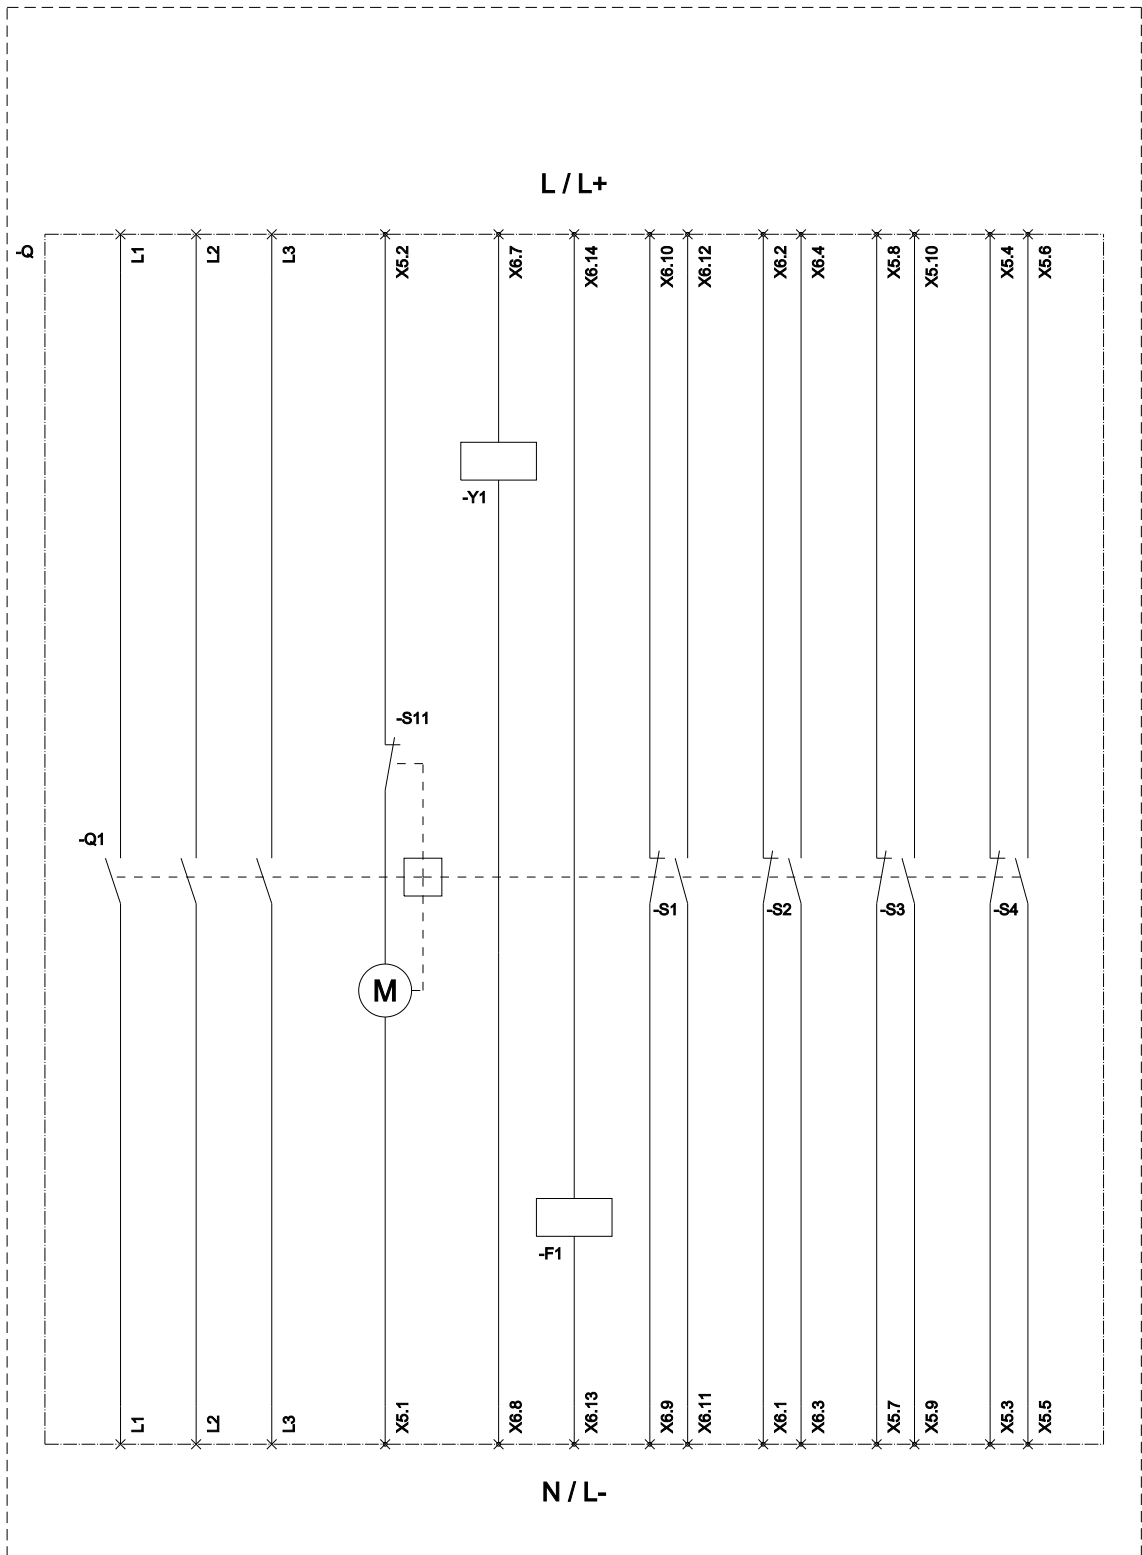 L / L+
-Q
L1
L2
L3
X5.2
X6.7
X6.14
X6.10
X6.12
X6.2
X6.4
X5.8
X5.10
X5.4
X5.6
-Y1
-S11
-Q1
-S1
-S2
-S3
-S4
M
-F1
L1
L2
L3
X5.1
X6.8
X6.13
X6.9
X6.11
X6.1
X6.3
X5.7
X5.9
X5.3
X5.5
N / L-